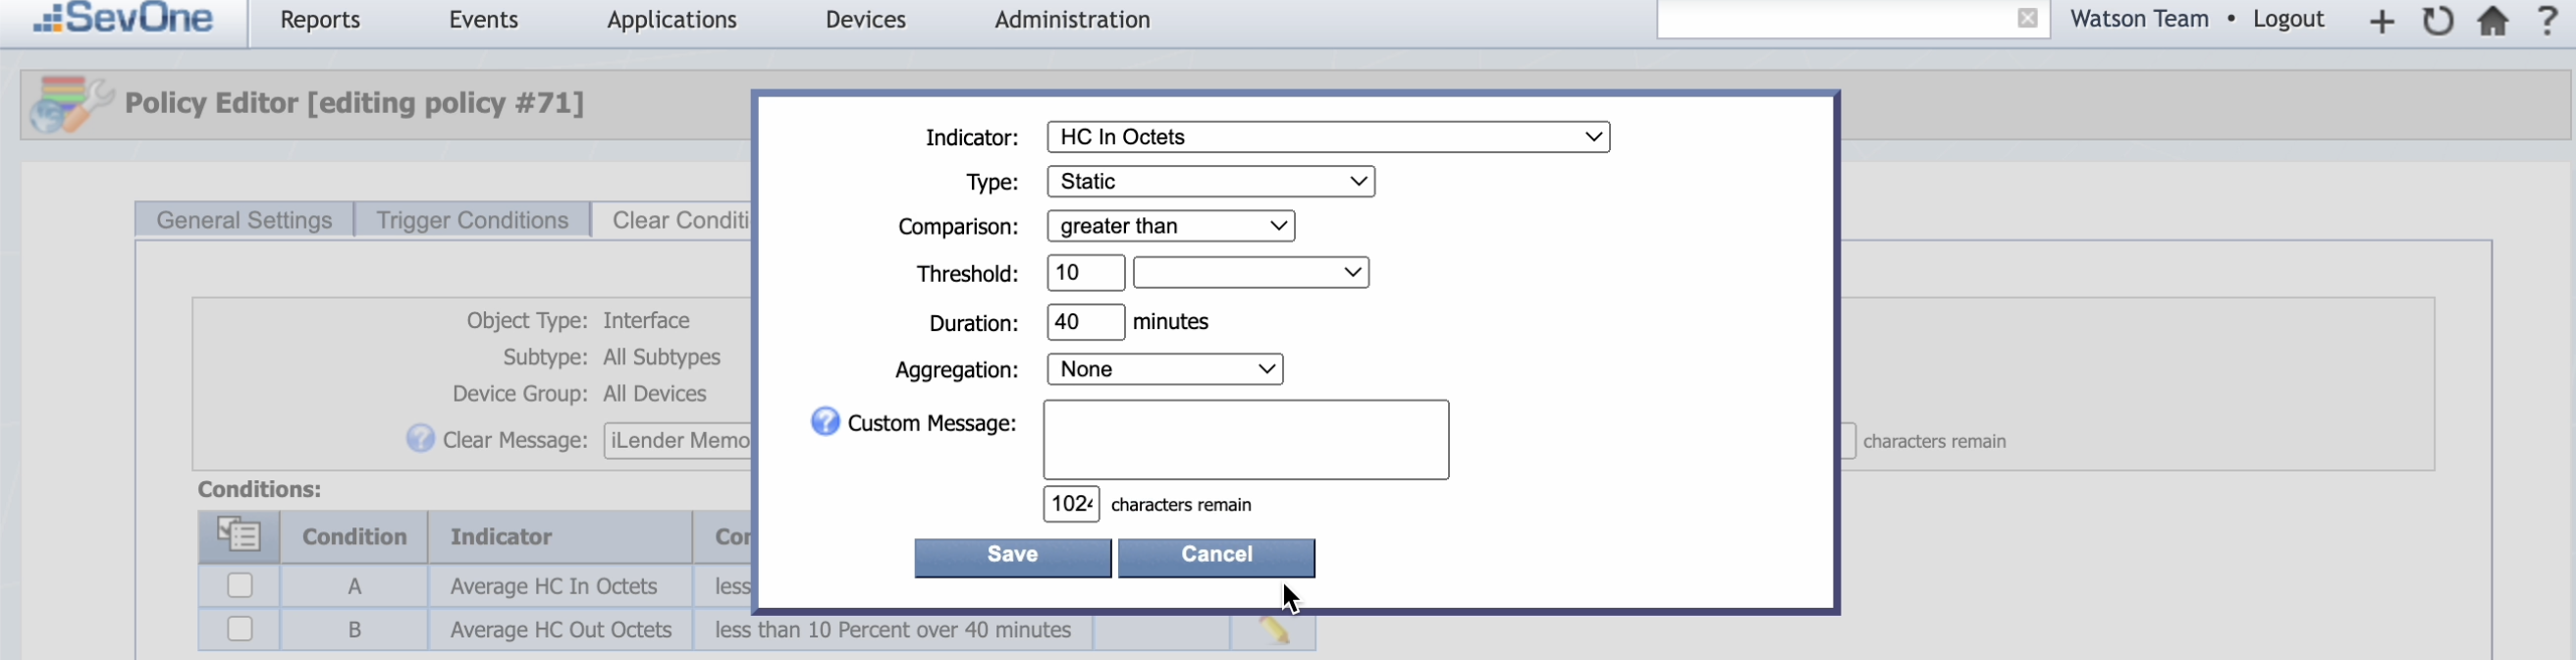 SevOne Reports Events Applications Devices Administration Watson Team • Logout + ?
Policy Editor [editing policy #71]
General Settings Trigger Conditions Clear Conditi
Object Type: Interface
Subtype: All Subtypes
Device Group: All Devices
? Clear Message: iLender Memo
characters remain
Conditions:
Condition Indicator Con
A Average HC In Octets less
B Average HC Out Octets less than 10 Percent over 40 minutes
Indicator: HC In Octets
Type: Static
Comparison: greater than
Threshold: 10
Duration: 40 minutes
Aggregation: None
? Custom Message:
1024 characters remain
Save Cancel